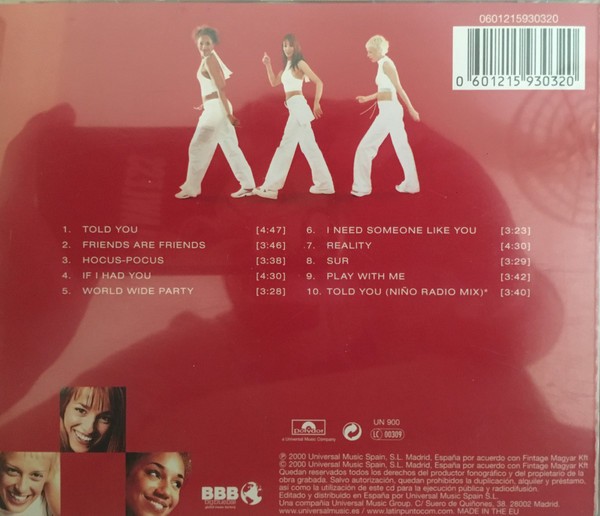 0601215930320
0 601215 930320
1. TOLD YOU [4:47]
2. FRIENDS ARE FRIENDS [3:46]
3. HOCUS-POCUS [3:38]
4. IF I HAD YOU [4:30]
5. WORLD WIDE PARTY [3:28]
6. I NEED SOMEONE LIKE YOU [3:23]
7. REALITY [4:30]
8. SUR [3:29]
9. PLAY WITH ME [3:42]
10. TOLD YOU (NIÑO RADIO MIX)* [3:40]
Polydor
a Universal Music Company
UN 900
LC 00309
BBB
℗ 2000 Universal Music Spain, S.L. Madrid, España por acuerdo con Fintage Magyar Kft
© 2000 Universal Music Spain, S.L. Madrid, España por acuerdo con Fintage Magyar Kft
Quedan reservados todos los derechos del productor fonográfico y del propietario de la
obra grabada. Salvo autorización, quedan prohibidos la duplicación, alquiler y préstamo,
así como la utilización de este cd para la ejecución pública y radiodifusión.
Editado y distribuido en España por Universal Music Spain S.L.
Una compañía Universal Music Group. C/ Suero de Quiñones, 38, 28002 Madrid.
www.universalmusic.es / www.latinpuntocom.com, MADE IN THE EU